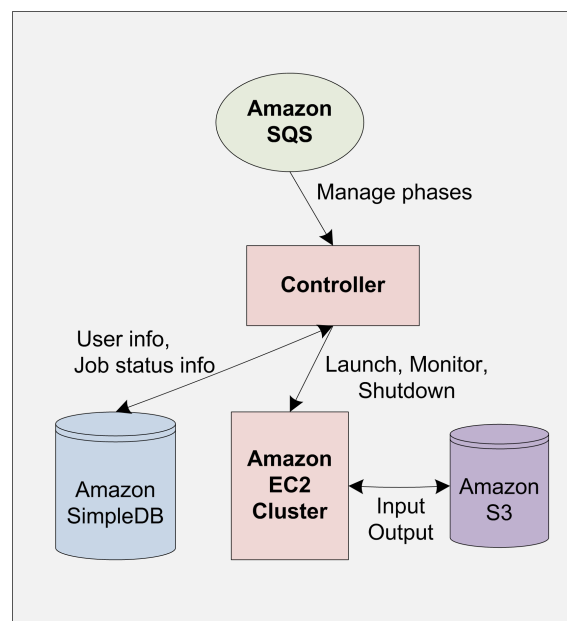 Amazon
SQS
Manage phases
Controller
User info,
Job status info
Launch, Monitor,
Shutdown
Amazon
SimpleDB
Amazon
EC2
Cluster
Input
Output
Amazon
S3